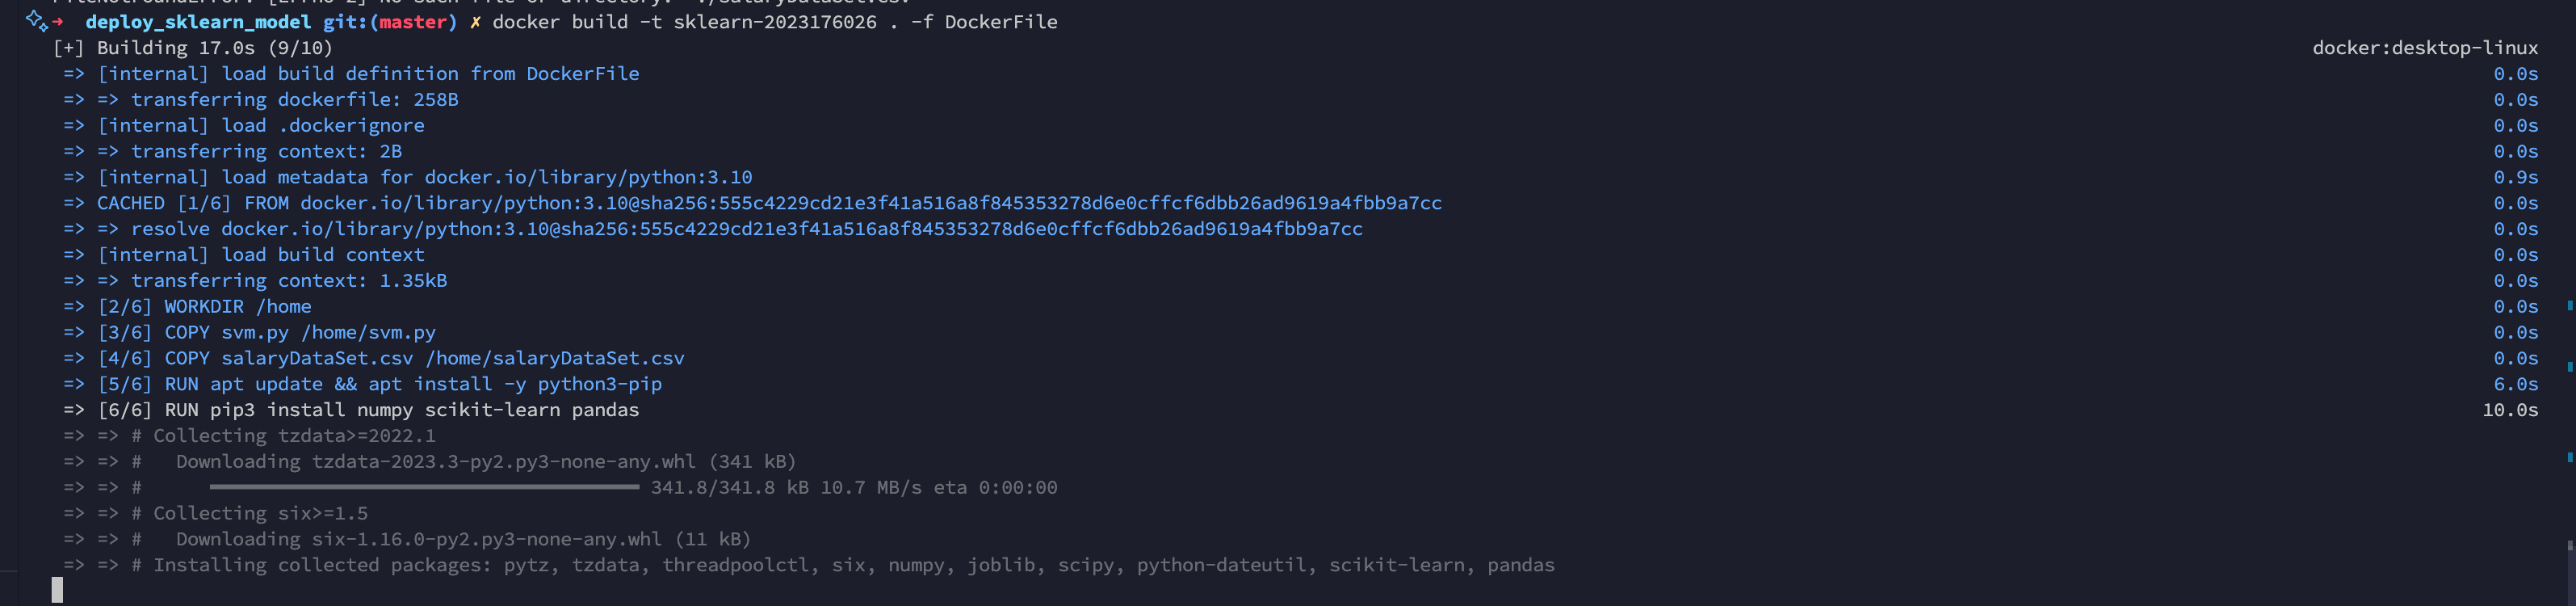 deploy_sklearn_model git:(master) ✗ docker build -t sklearn-2023176026 . -f DockerFile
[+] Building 17.0s (9/10) docker:desktop-linux
=> [internal] load build definition from DockerFile 0.0s
=> => transferring dockerfile: 258B 0.0s
=> [internal] load .dockerignore 0.0s
=> => transferring context: 2B 0.0s
=> [internal] load metadata for docker.io/library/python:3.10 0.9s
=> CACHED [1/6] FROM docker.io/library/python:3.10@sha256:555c4229cd21e3f41a516a8f845353278d6e0cffcf6dbb26ad9619a4fbb9a7cc 0.0s
=> => resolve docker.io/library/python:3.10@sha256:555c4229cd21e3f41a516a8f845353278d6e0cffcf6dbb26ad9619a4fbb9a7cc 0.0s
=> [internal] load build context 0.0s
=> => transferring context: 1.35kB 0.0s
=> [2/6] WORKDIR /home 0.0s
=> [3/6] COPY svm.py /home/svm.py 0.0s
=> [4/6] COPY salaryDataSet.csv /home/salaryDataSet.csv 0.0s
=> [5/6] RUN apt update && apt install -y python3-pip 6.0s
=> [6/6] RUN pip3 install numpy scikit-learn pandas 10.0s
=> => # Collecting tzdata>=2022.1
=> => #   Downloading tzdata-2023.3-py2.py3-none-any.whl (341 kB)
=> => # 341.8/341.8 kB 10.7 MB/s eta 0:00:00
=> => # Collecting six>=1.5
=> => #   Downloading six-1.16.0-py2.py3-none-any.whl (11 kB)
=> => # Installing collected packages: pytz, tzdata, threadpoolctl, six, numpy, joblib, scipy, python-dateutil, scikit-learn, pandas